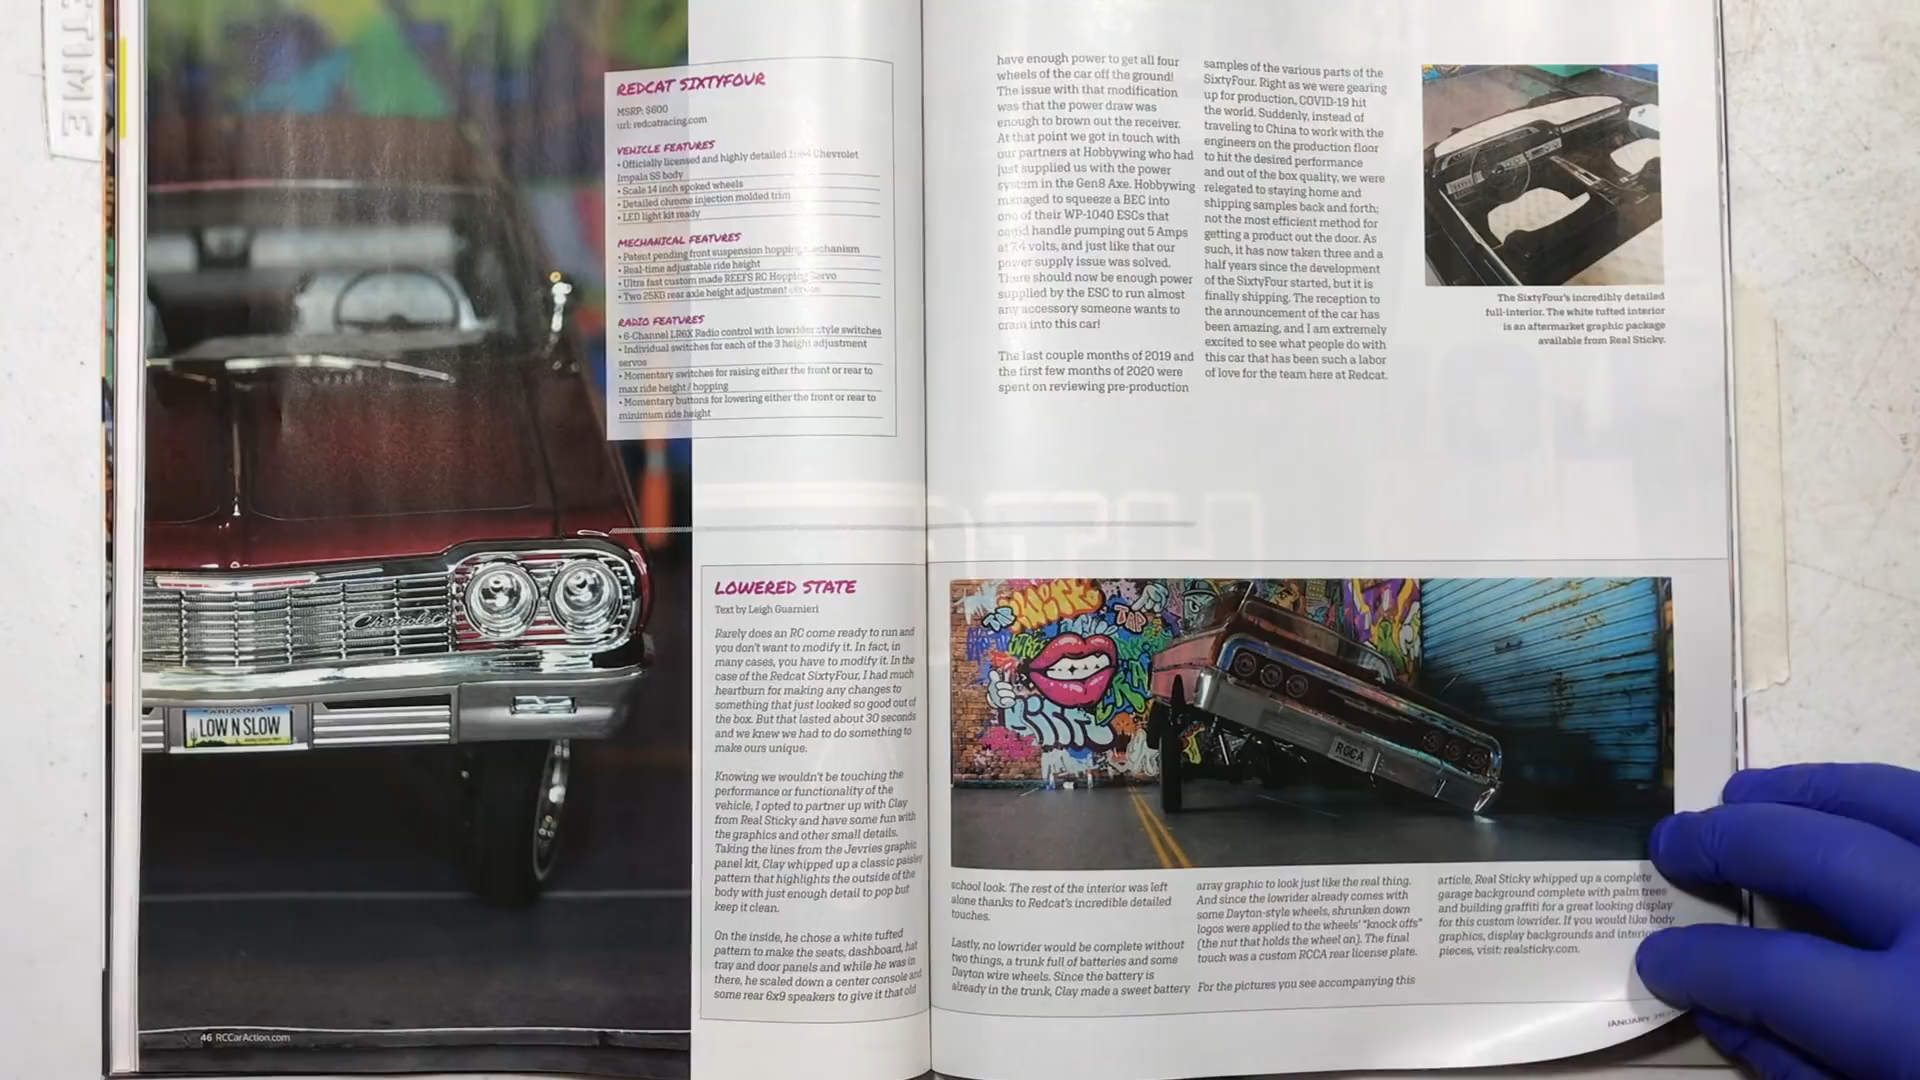 ETIME
REDCAT SIXTYFOUR
MSRP: $600
url: redcatracing.com
VEHICLE FEATURES
• Officially licensed and highly detailed Chevrolet
Impala SS body
• Scale 14 inch spoked wheels
• Detailed chrome injection molded trim
• LED light kit ready
MECHANICAL FEATURES
• Patent pending front suspension hopping mechanism
• Real-time adjustable ride height
• Ultra fast custom made REEFS RC Hopping Servo
• Two 25KG rear axle height adjustment
RADIO FEATURES
• 6-Channel LR6X Radio control with lowrider style switches
• Individual switches for each of the 3 height adjustment
servos
• Momentary switches for raising either the front or rear to
max ride height / hopping
• Momentary buttons for lowering either the front or rear to
minimum ride height
Chevrolet
ARIZONA
LOW N SLOW
46 RCCarAction.com
LOWERED STATE
Text by Leigh Guarnieri
Rarely does an RC come ready to run and
you don't want to modify it. In fact, in
many cases, you have to modify it. In the
case of the Redcat SixtyFour, I had much
heartburn for making any changes to
something that just looked so good out of
the box. But that lasted about 30 seconds
and we knew we had to do something to
make ours unique.
Knowing we wouldn't be touching the
performance or functionality of the
vehicle, I opted to partner up with Clay
from Real Sticky and have some fun with
the graphics and other small details.
Taking the lines from the Jevries graphic
panel kit, Clay whipped up a classic paisley
pattern that highlights the outside of the
body with just enough detail to pop but
keep it clean.
On the inside, he chose a white tufted
pattern to make the seats, dashboard, hat
tray and door panels and while he was in
there, he scaled down a center console and
some rear 6x9 speakers to give it that old
have enough power to get all four
wheels of the car off the ground!
The issue with that modification
was that the power draw was
enough to brown out the receiver.
At that point we got in touch with
our partners at Hobbywing who had
just supplied us with the power
system in the Gen8 Axe. Hobbywing
managed to squeeze a BEC into
one of their WP-1040 ESCs that
could handle pumping out 5 Amps
at 7.4 volts, and just like that our
power supply issue was solved.
There should now be enough power
supplied by the ESC to run almost
any accessory someone wants to
cram into this car!
The last couple months of 2019 and
the first few months of 2020 were
spent on reviewing pre-production
samples of the various parts of the
SixtyFour. Right as we were gearing
up for production, COVID-19 hit
the world. Suddenly, instead of
traveling to China to work with the
engineers on the production floor
to hit the desired performance
and out of the box quality, we were
relegated to staying home and
shipping samples back and forth;
not the most efficient method for
getting a product out the door. As
such, it has now taken three and a
half years since the development
of the SixtyFour started, but it is
finally shipping. The reception to
the announcement of the car has
been amazing, and I am extremely
excited to see what people do with
this car that has been such a labor
of love for the team here at Redcat.
The SixtyFour's incredibly detailed
full-interior. The white tufted interior
is an aftermarket graphic package
available from Real Sticky.
TAP
TAP
RCCA
school look. The rest of the interior was left
alone thanks to Redcat's incredible detailed
touches.
Lastly, no lowrider would be complete without
two things, a trunk full of batteries and some
Dayton wire wheels. Since the battery is
already in the trunk, Clay made a sweet battery
array graphic to look just like the real thing.
And since the lowrider already comes with
some Dayton-style wheels, shrunken down
logos were applied to the wheels' "knock offs"
(the nut that holds the wheel on). The final
touch was a custom RCCA rear license plate.
For the pictures you see accompanying this
article, Real Sticky whipped up a complete
garage background complete with palm trees
and building graffiti for a great looking display
for this custom lowrider. If you would like body
graphics, display backgrounds and interior
pieces, visit: realsticky.com.
JANUARY